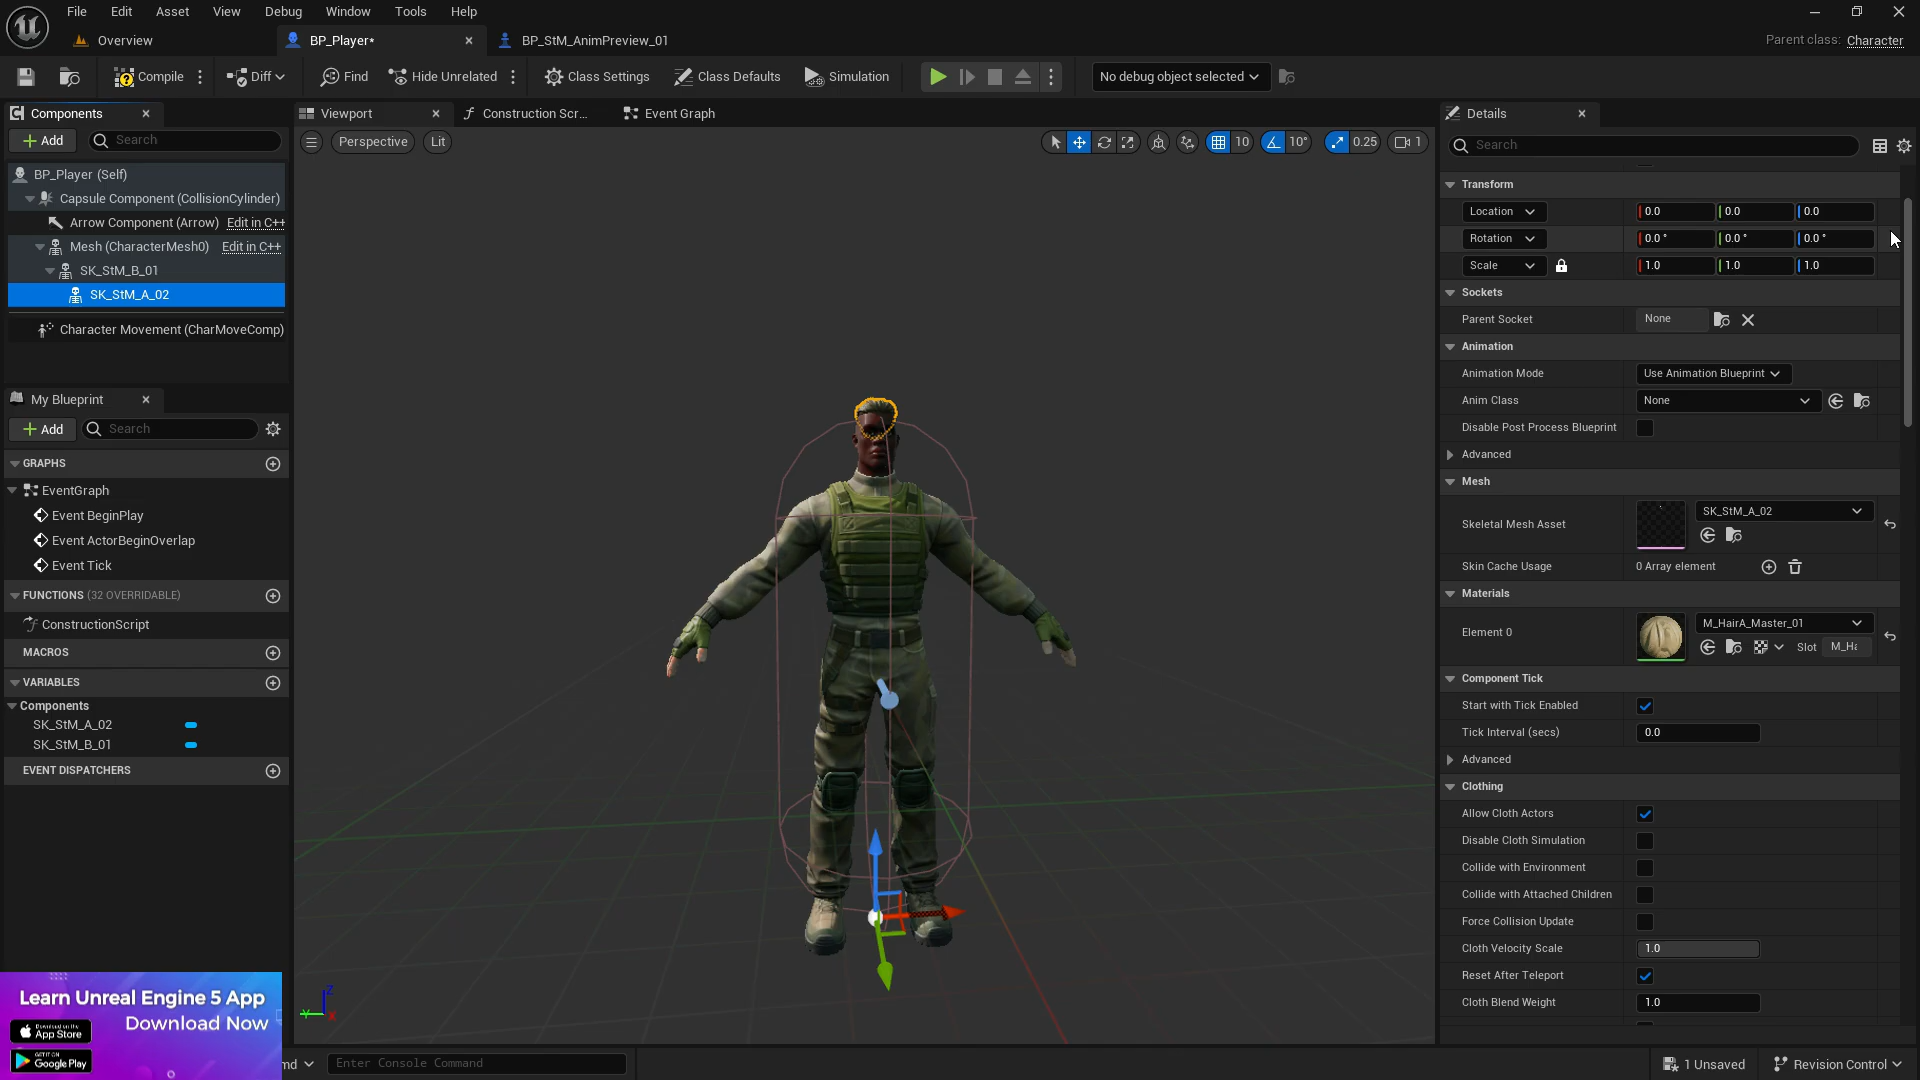 File Edit Asset View Debug Window Tools Help
Overview BP_Player* BP_StM_AnimPreview_01 Parent class: Character
Compile Diff Find Hide Unrelated Class Settings Class Defaults Simulation No debug object selected
Components
Add Search
BP_Player (Self)
Capsule Component (CollisionCylinder)
Arrow Component (Arrow) Edit in C++
Mesh (CharacterMesh0) Edit in C++
SK_StM_B_01
SK_StM_A_02
Character Movement (CharMoveComp)
My Blueprint
Add Search
GRAPHS
EventGraph
Event BeginPlay
Event ActorBeginOverlap
Event Tick
FUNCTIONS (32 OVERRIDABLE)
ConstructionScript
MACROS
VARIABLES
Components
SK_StM_A_02
SK_StM_B_01
EVENT DISPATCHERS
Learn Unreal Engine 5 App
Download Now
Download on the
App Store
GET IT ON
Google Play
Viewport Construction Scr... Event Graph
Perspective Lit 10 10° 0.25 1
Z
Y
X
Details
Search
Transform
Location 0.0 0.0 0.0
Rotation 0.0° 0.0° 0.0°
Scale 1.0 1.0 1.0
Sockets
Parent Socket None
Animation
Animation Mode Use Animation Blueprint
Anim Class None
Disable Post Process Blueprint
Advanced
Mesh
Skeletal Mesh Asset SK_StM_A_02
Skin Cache Usage 0 Array element
Materials
Element 0 M_HairA_Master_01
Slot M_Ha
Component Tick
Start with Tick Enabled
Tick Interval (secs) 0.0
Advanced
Clothing
Allow Cloth Actors
Disable Cloth Simulation
Collide with Environment
Collide with Attached Children
Force Collision Update
Cloth Velocity Scale 1.0
Reset After Teleport
Cloth Blend Weight 1.0
md Enter Console Command 1 Unsaved Revision Control